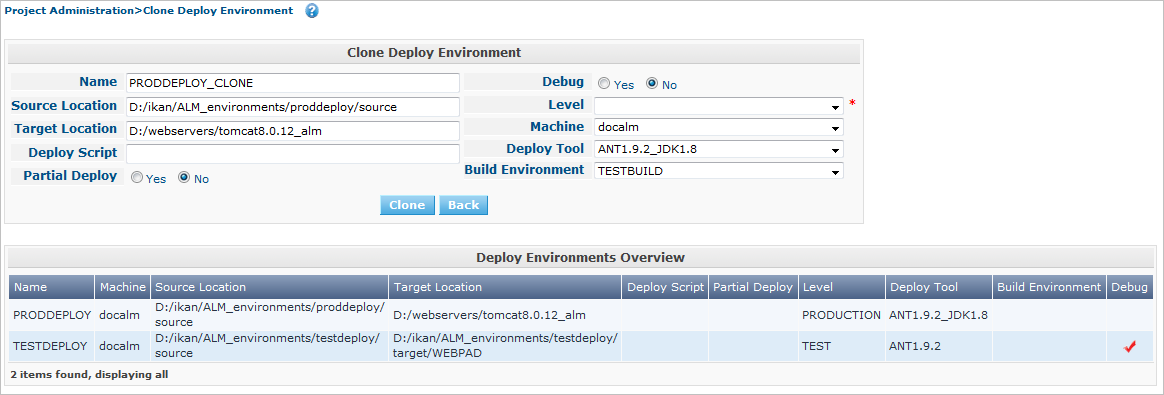 Project Administration>Clone Deploy Environment ?
Clone Deploy Environment
Name PRODDEPLOY_CLONE Debug Yes No
Source Location D:/ikan/ALM_environments/proddeploy/source Level *
Target Location D:/webservers/tomcat8.0.12_alm Machine docalm
Deploy Script Deploy Tool ANT1.9.2_JDK1.8
Partial Deploy Yes No Build Environment TESTBUILD
Clone Back
Deploy Environments Overview
Name Machine Source Location Target Location Deploy Script Partial Deploy Level Deploy Tool Build Environment Debug
PRODDEPLOY docalm D:/ikan/ALM_environments/proddeploy/source D:/webservers/tomcat8.0.12_alm PRODUCTION ANT1.9.2_JDK1.8
TESTDEPLOY docalm D:/ikan/ALM_environments/testdeploy/source D:/ikan/ALM_environments/testdeploy/target/WEBPAD TEST ANT1.9.2
2 items found, displaying all